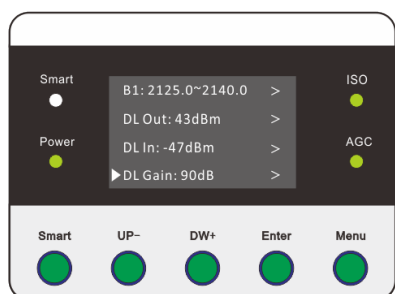 Smart
ISO
B1: 2125.0~2140.0 >
DL Out: 43dBm >
Power
AGC
DL In: -47dBm >
DL Gain: 90dB >
Smart UP− DW+ Enter Menu